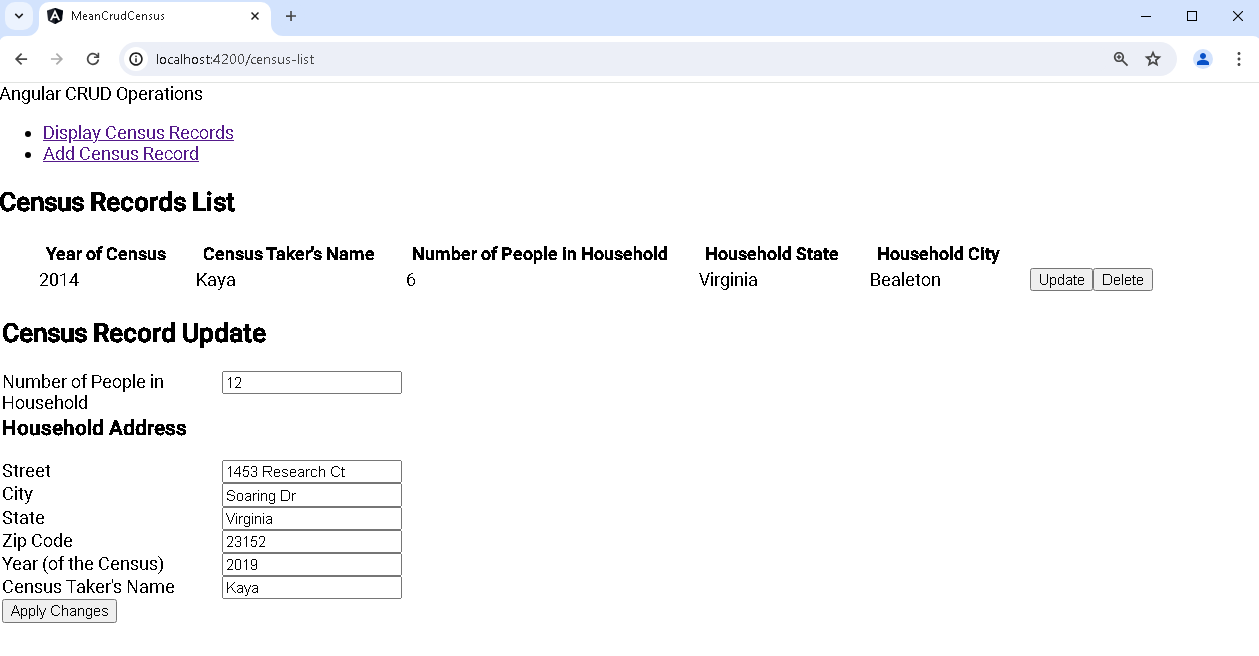 MeanCrudCensus
localhost:4200/census-list
Angular CRUD Operations
Display Census Records
Add Census Record
Census Records List
Year of Census Census Taker's Name Number of People in Household Household State Household City
2014 Kaya 6 Virginia Bealeton Update Delete
Census Record Update
Number of People in 12
Household
Household Address
Street 1453 Research Ct
City Soaring Dr
State Virginia
Zip Code 23152
Year (of the Census) 2019
Census Taker's Name Kaya
Apply Changes